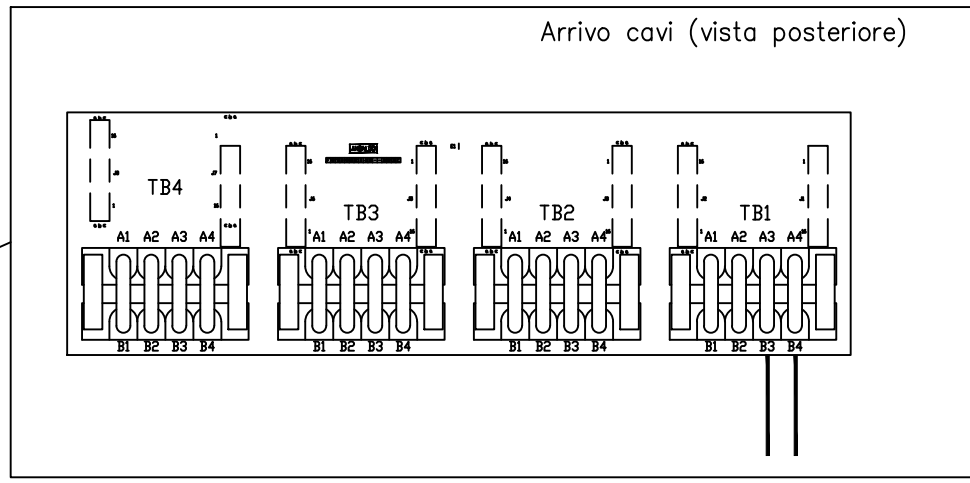 Arrivo cavi (vista posteriore)
TB4 TB3 TB2 TB1
A1 A2 A3 A4 A1 A2 A3 A4 A1 A2 A3 A4 A1 A2 A3 A4
B1 B2 B3 B4 B1 B2 B3 B4 B1 B2 B3 B4 B1 B2 B3 B4